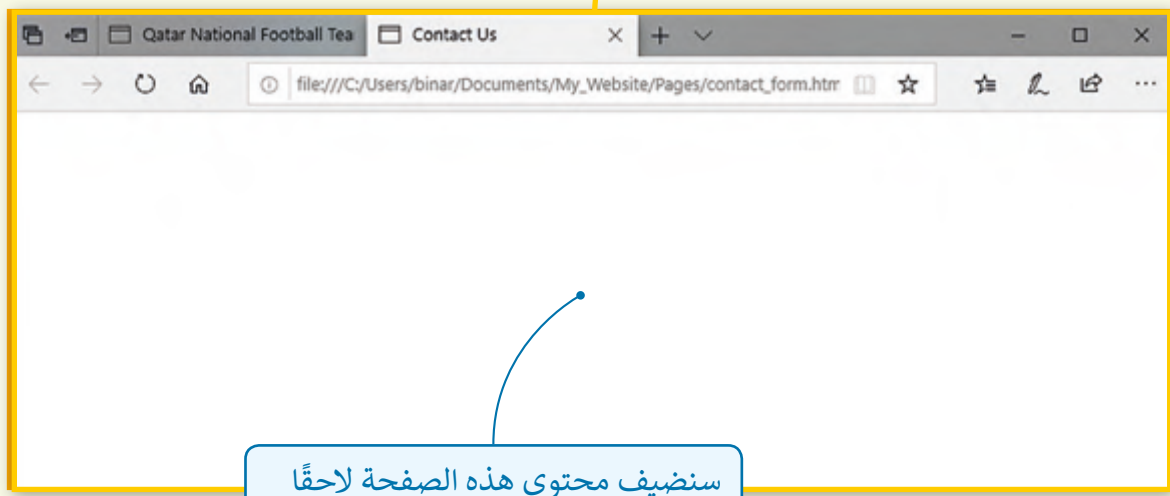 Qatar National Football Tea
Contact Us
file:///C:/Users/binar/Documents/My_Website/Pages/contact_form.htm
سنضيف محتوى هذه الصفحة لاحقًا